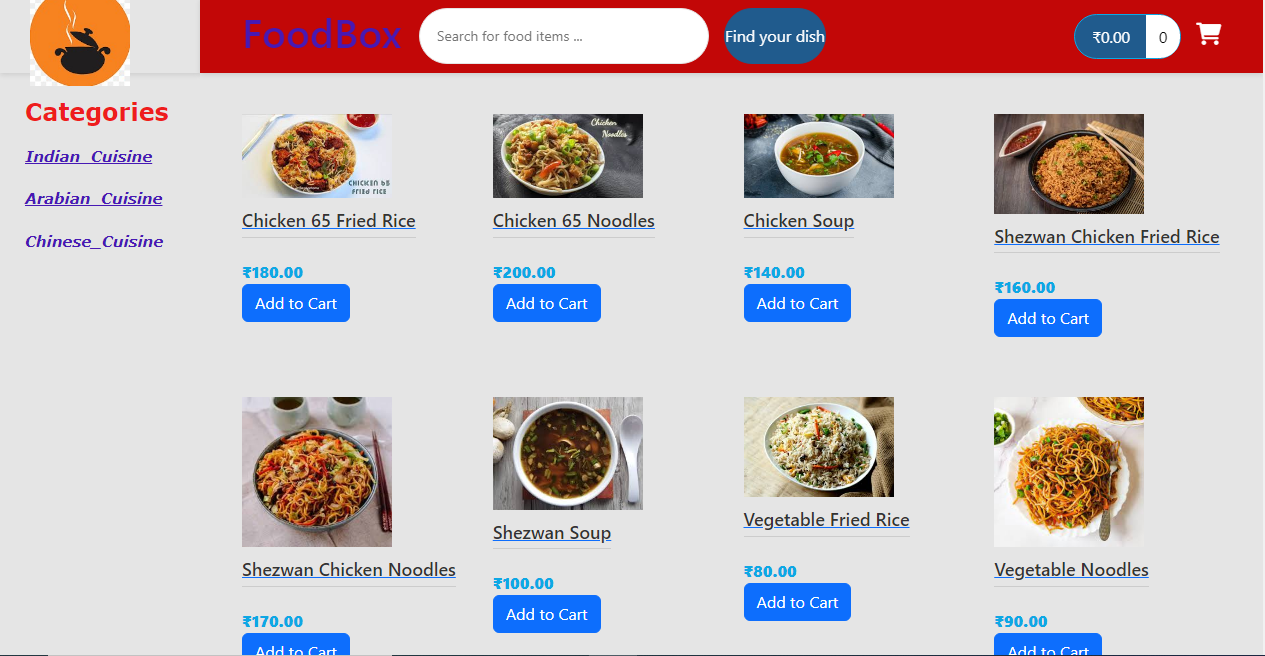 FoodBox
Search for food items ...
Find your dish
₹0.00
0
Categories
Indian_Cuisine
Arabian_Cuisine
Chinese_Cuisine
CHICKEN 65
FRIED RICE
Chicken
Noodles
Chicken 65 Fried Rice
Chicken 65 Noodles
Chicken Soup
Shezwan Chicken Fried Rice
₹180.00
₹200.00
₹140.00
₹160.00
Add to Cart
Add to Cart
Add to Cart
Add to Cart
Shezwan Chicken Noodles
Shezwan Soup
Vegetable Fried Rice
Vegetable Noodles
₹170.00
₹100.00
₹80.00
₹90.00
Add to Cart
Add to Cart
Add to Cart
Add to Cart